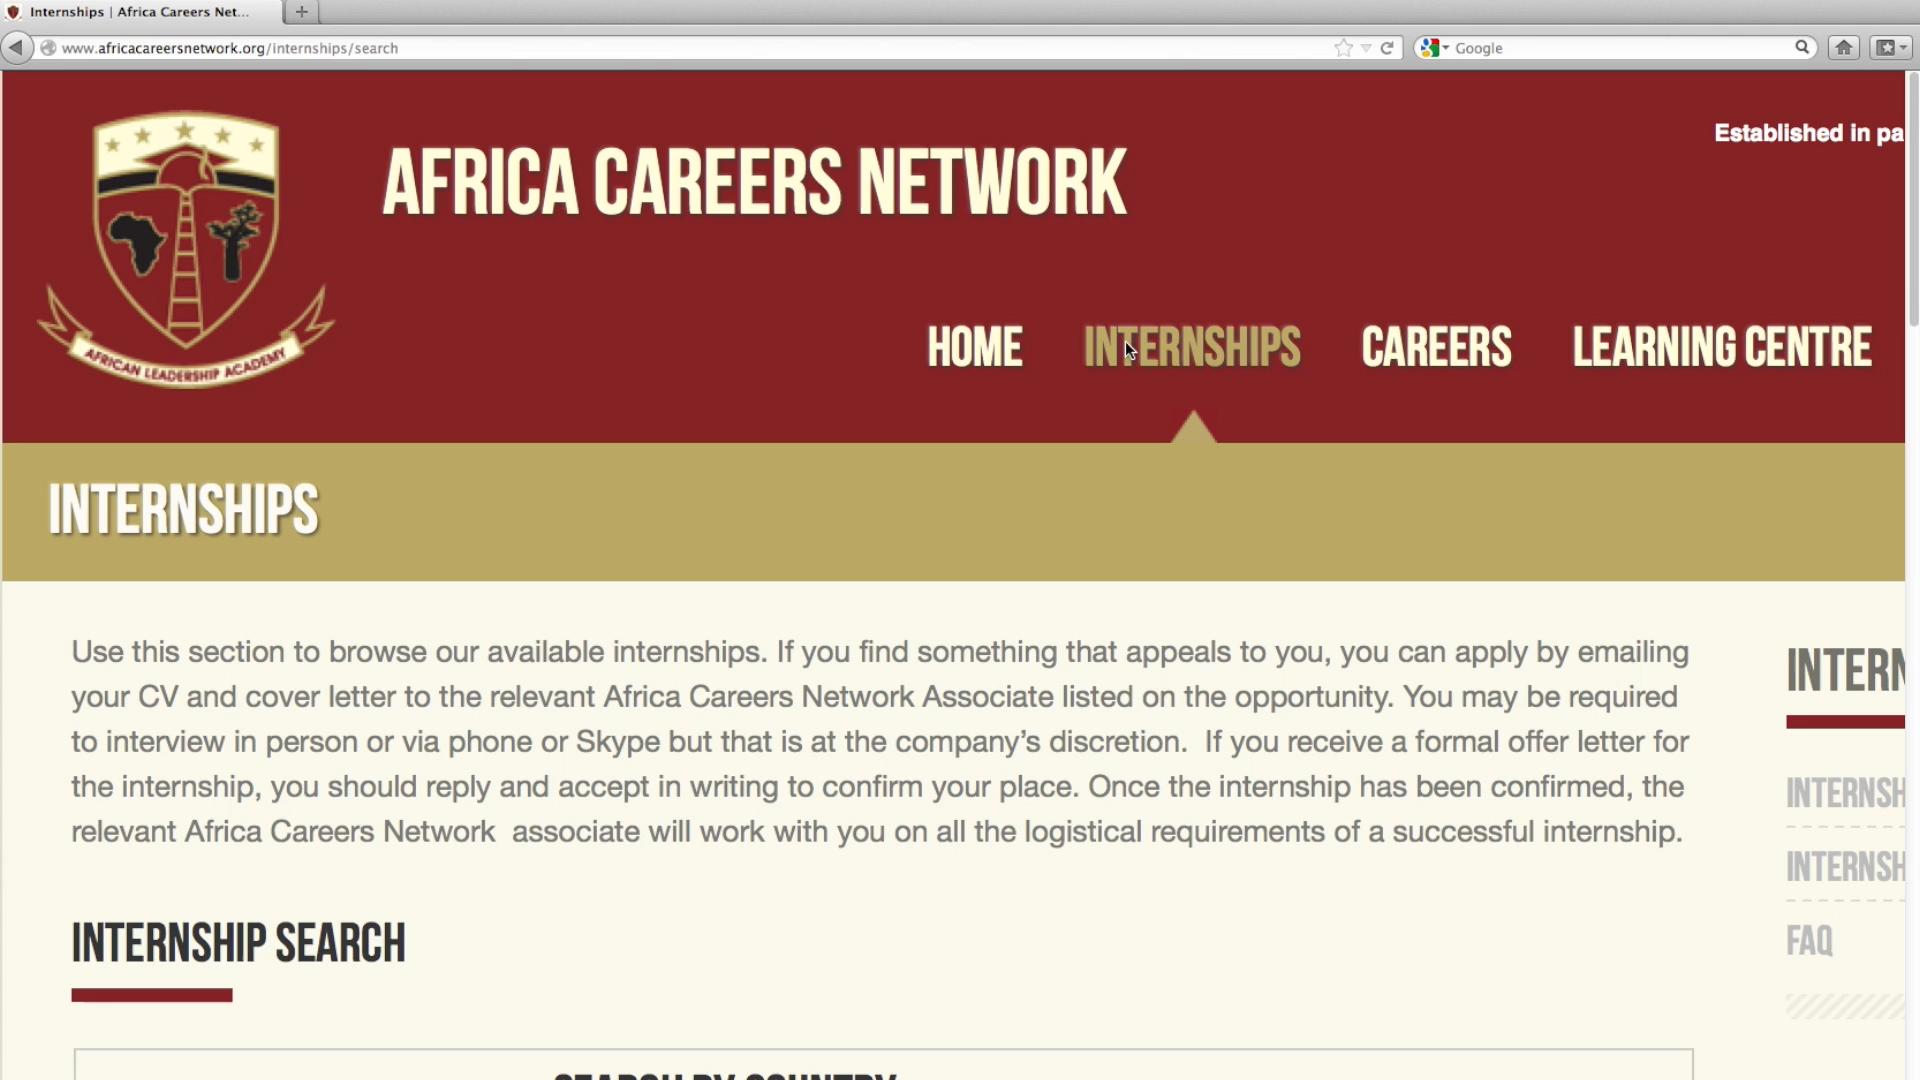 Internships | Africa Careers Net...
www.africacareersnetwork.org/internships/search
Google
Established in pa
AFRICA CAREERS NETWORK
AFRICAN LEADERSHIP ACADEMY
HOME INTERNSHIPS CAREERS LEARNING CENTRE
INTERNSHIPS
Use this section to browse our available internships. If you find something that appeals to you, you can apply by emailing
your CV and cover letter to the relevant Africa Careers Network Associate listed on the opportunity. You may be required
to interview in person or via phone or Skype but that is at the company's discretion.  If you receive a formal offer letter for
the internship, you should reply and accept in writing to confirm your place. Once the internship has been confirmed, the
relevant Africa Careers Network  associate will work with you on all the logistical requirements of a successful internship.
INTERN
INTERNSH
INTERNSH
FAQ
INTERNSHIP SEARCH
SEARCH BY COUNTRY